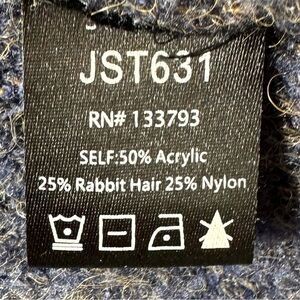 JST631
RN# 133793
SELF:50% Acrylic
25% Rabbit Hair 25% Nylon